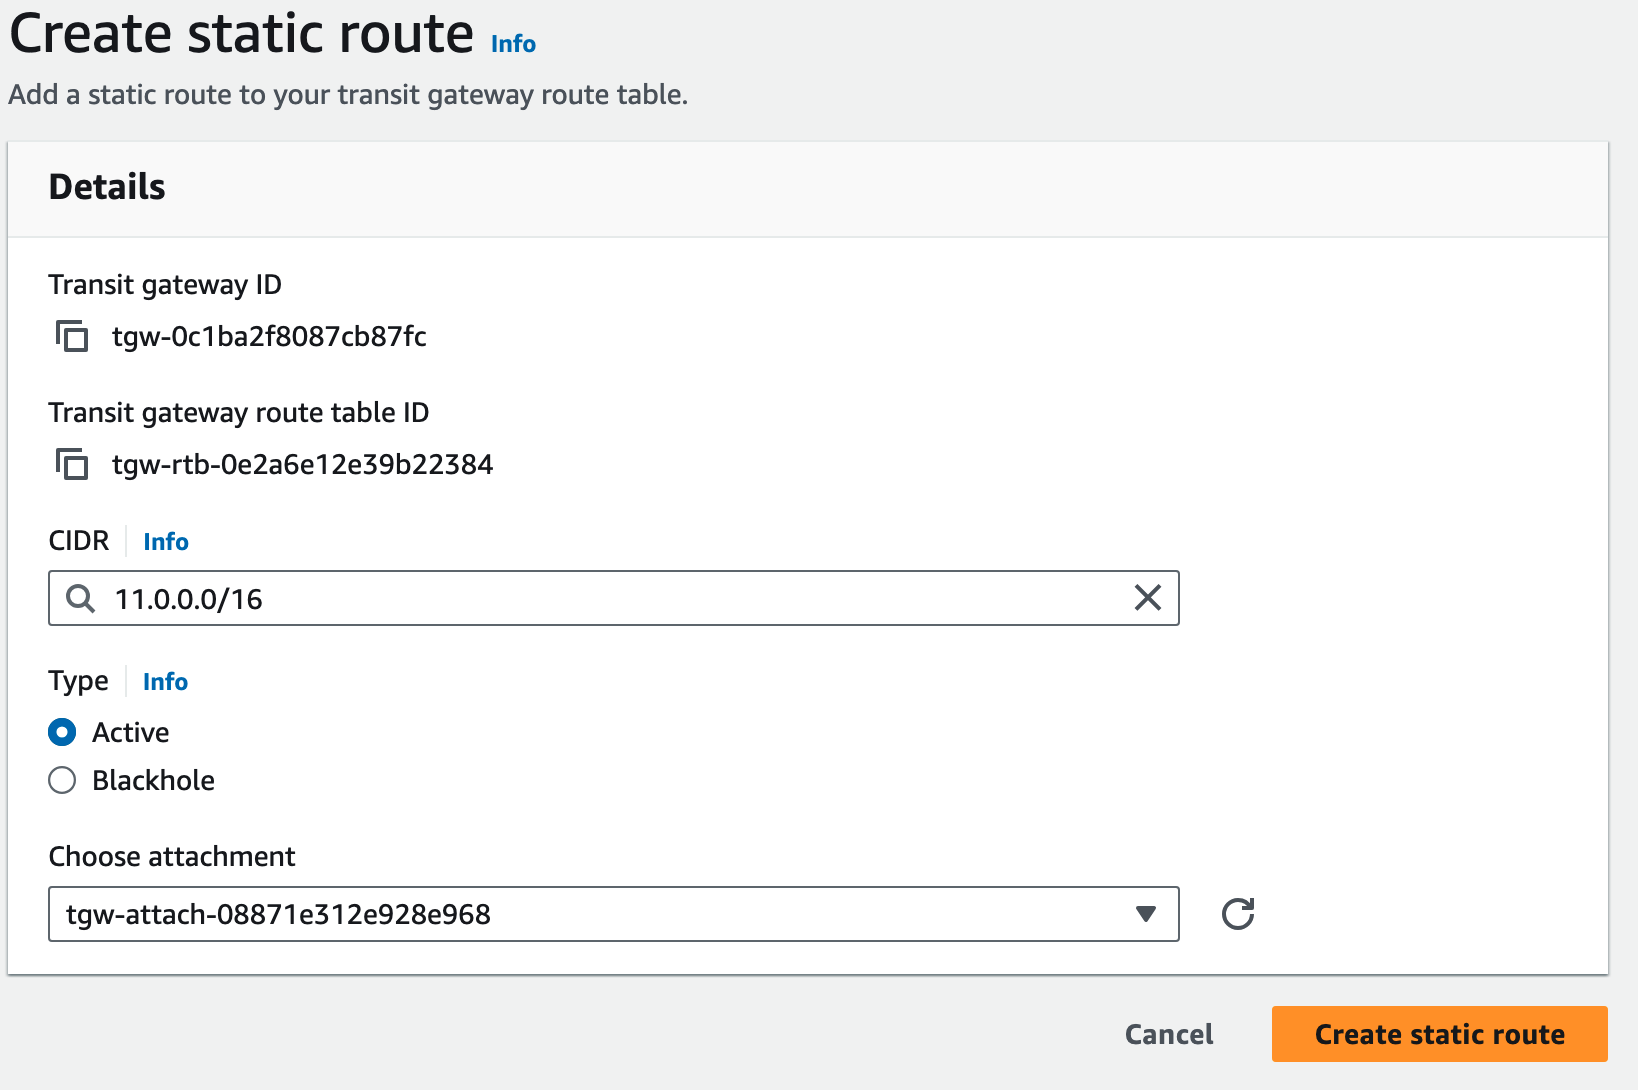 Create static route Info
Add a static route to your transit gateway route table.
Details
Transit gateway ID
tgw-0c1ba2f8087cb87fc
Transit gateway route table ID
tgw-rtb-0e2a6e12e39b22384
CIDR Info
11.0.0.0/16
Type Info
Active
Blackhole
Choose attachment
tgw-attach-08871e312e928e968
Cancel Create static route